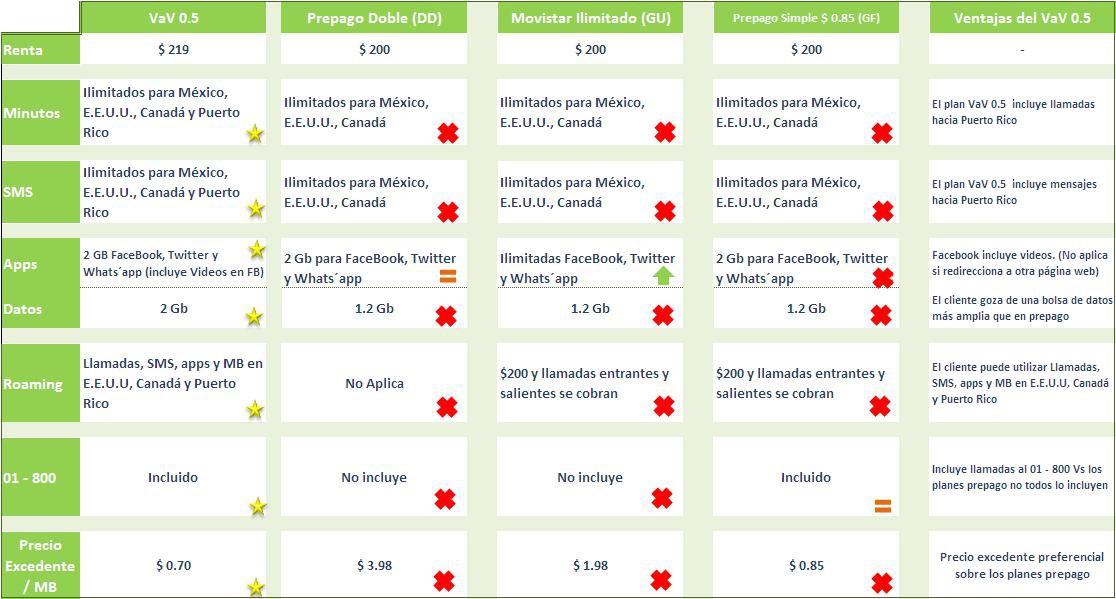 VaV 0.5
Prepago Doble (DD)
Movistar Ilimitado (GU)
Prepago Simple $ 0.85 (GF)
Ventajas del VaV 0.5
Renta
$ 219
$ 200
$ 200
$ 200
-
Minutos
Ilimitados para México,
E.E.U.U., Canadá y Puerto
Rico
Ilimitados para México,
E.E.U.U., Canadá
Ilimitados para México,
E.E.U.U., Canadá
Ilimitados para México,
E.E.U.U., Canadá
El plan VaV 0.5 incluye llamadas
hacia Puerto Rico
SMS
Ilimitados para México,
E.E.U.U., Canadá y Puerto
Rico
Ilimitados para México,
E.E.U.U., Canadá
Ilimitados para México,
E.E.U.U., Canadá
Ilimitados para México,
E.E.U.U., Canadá
El plan VaV 0.5 incluye mensajes
hacia Puerto Rico
Apps
2 GB FaceBook, Twitter y
Whats´app (incluye Videos en FB)
2 Gb para FaceBook, Twitter
y Whats´app
Ilimitadas FaceBook, Twitter
y Whats´app
2 Gb para FaceBook, Twitter
y Whats´app
Facebook incluye videos. (No aplica
si redirecciona a otra página web)
Datos
2 Gb
1.2 Gb
1.2 Gb
1.2 Gb
El cliente goza de una bolsa de datos
más amplia que en prepago
Roaming
Llamadas, SMS, apps y MB en
E.E.U.U, Canadá y Puerto
Rico
No Aplica
$200 y llamadas entrantes y
salientes se cobran
$200 y llamadas entrantes y
salientes se cobran
El cliente puede utilizar Llamadas,
SMS, apps y MB en E.E.U.U, Canadá
y Puerto Rico
01 - 800
Incluido
No incluye
No incluye
Incluido
Incluye llamadas al 01 - 800 Vs los
planes prepago no todos lo incluyen
Precio
Excedente
/ MB
$ 0.70
$ 3.98
$ 1.98
$ 0.85
Precio excedente preferencial
sobre los planes prepago